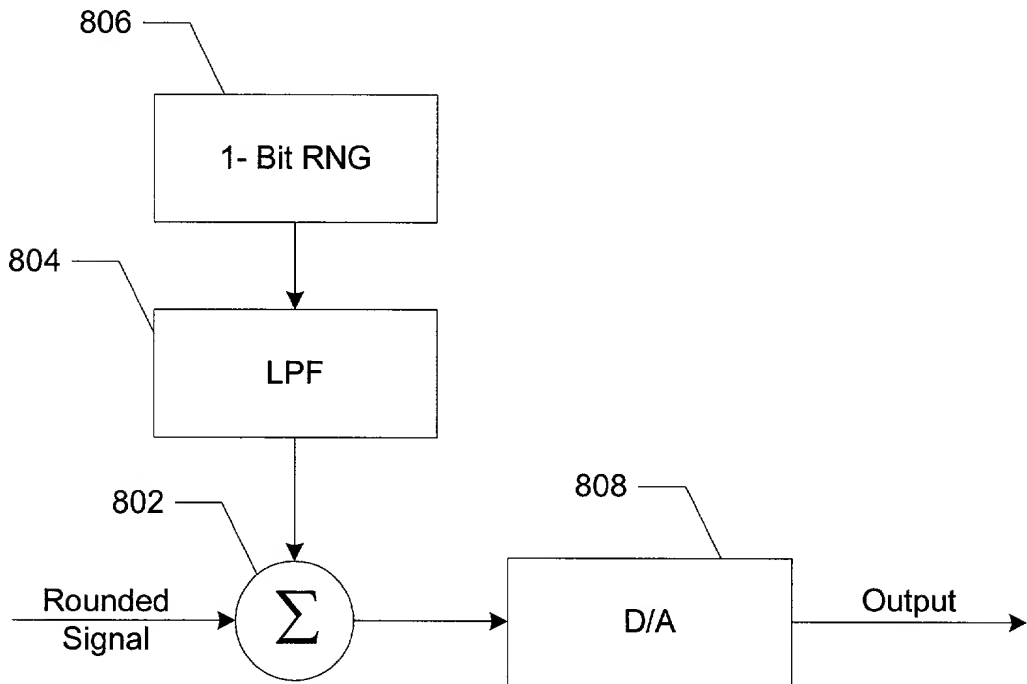 806
1- Bit RNG
804
LPF
802
808
Rounded
Signal
Σ
D/A
Output